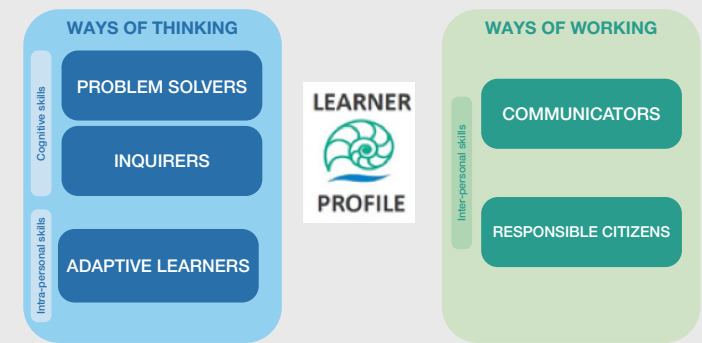 WAYS OF THINKING
Cognitive skills
PROBLEM SOLVERS
INQUIRERS
Intra-personal skills
ADAPTIVE LEARNERS
LEARNER
PROFILE
WAYS OF WORKING
Inter-personal skills
COMMUNICATORS
RESPONSIBLE CITIZENS